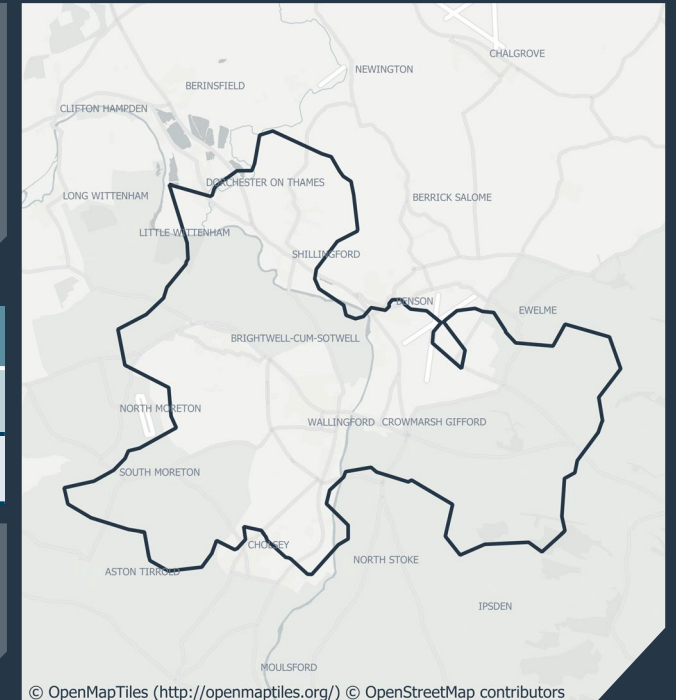 CHALGROVE
NEWINGTON
BERINSFIELD
CLIFTON HAMPDEN
DORCHESTER ON THAMES
LONG WITTENHAM
BERRICK SALOME
LITTLE WITTENHAM
SHILLINGFORD
BENSON
EWELME
BRIGHTWELL-CUM-SOTWELL
NORTH MORETON
WALLINGFORD
CROWMARSH GIFFORD
SOUTH MORETON
CHOLSEY
NORTH STOKE
ASTON TIRROLD
IPSDEN
MOULSFORD
© OpenMapTiles (http://openmaptiles.org/) © OpenStreetMap contributors